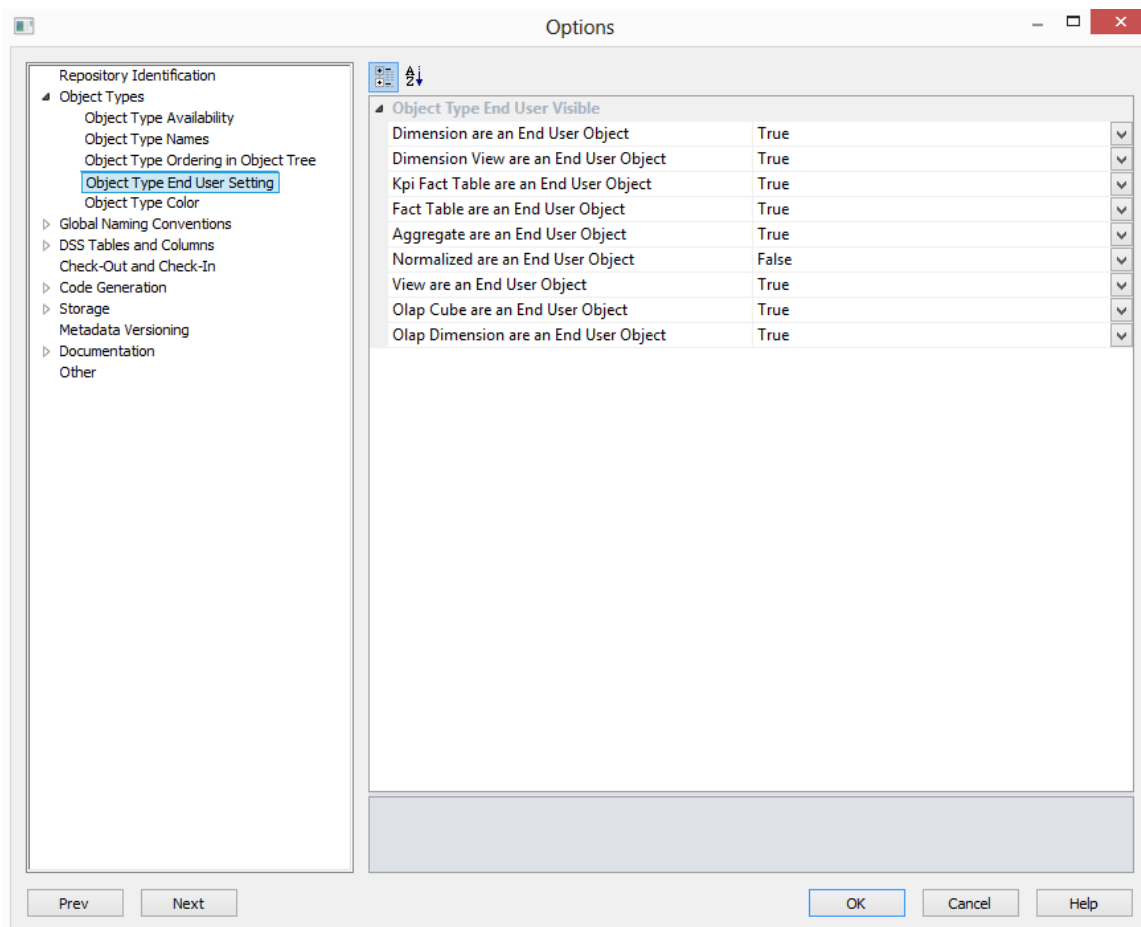 Options
Repository Identification
Object Types
Object Type Availability
Object Type Names
Object Type Ordering in Object Tree
Object Type End User Setting
Object Type Color
Global Naming Conventions
DSS Tables and Columns
Check-Out and Check-In
Code Generation
Storage
Metadata Versioning
Documentation
Other
Object Type End User Visible
Dimension are an End User Object True
Dimension View are an End User Object True
Kpi Fact Table are an End User Object True
Fact Table are an End User Object True
Aggregate are an End User Object True
Normalized are an End User Object False
View are an End User Object True
Olap Cube are an End User Object True
Olap Dimension are an End User Object True
Prev Next OK Cancel Help